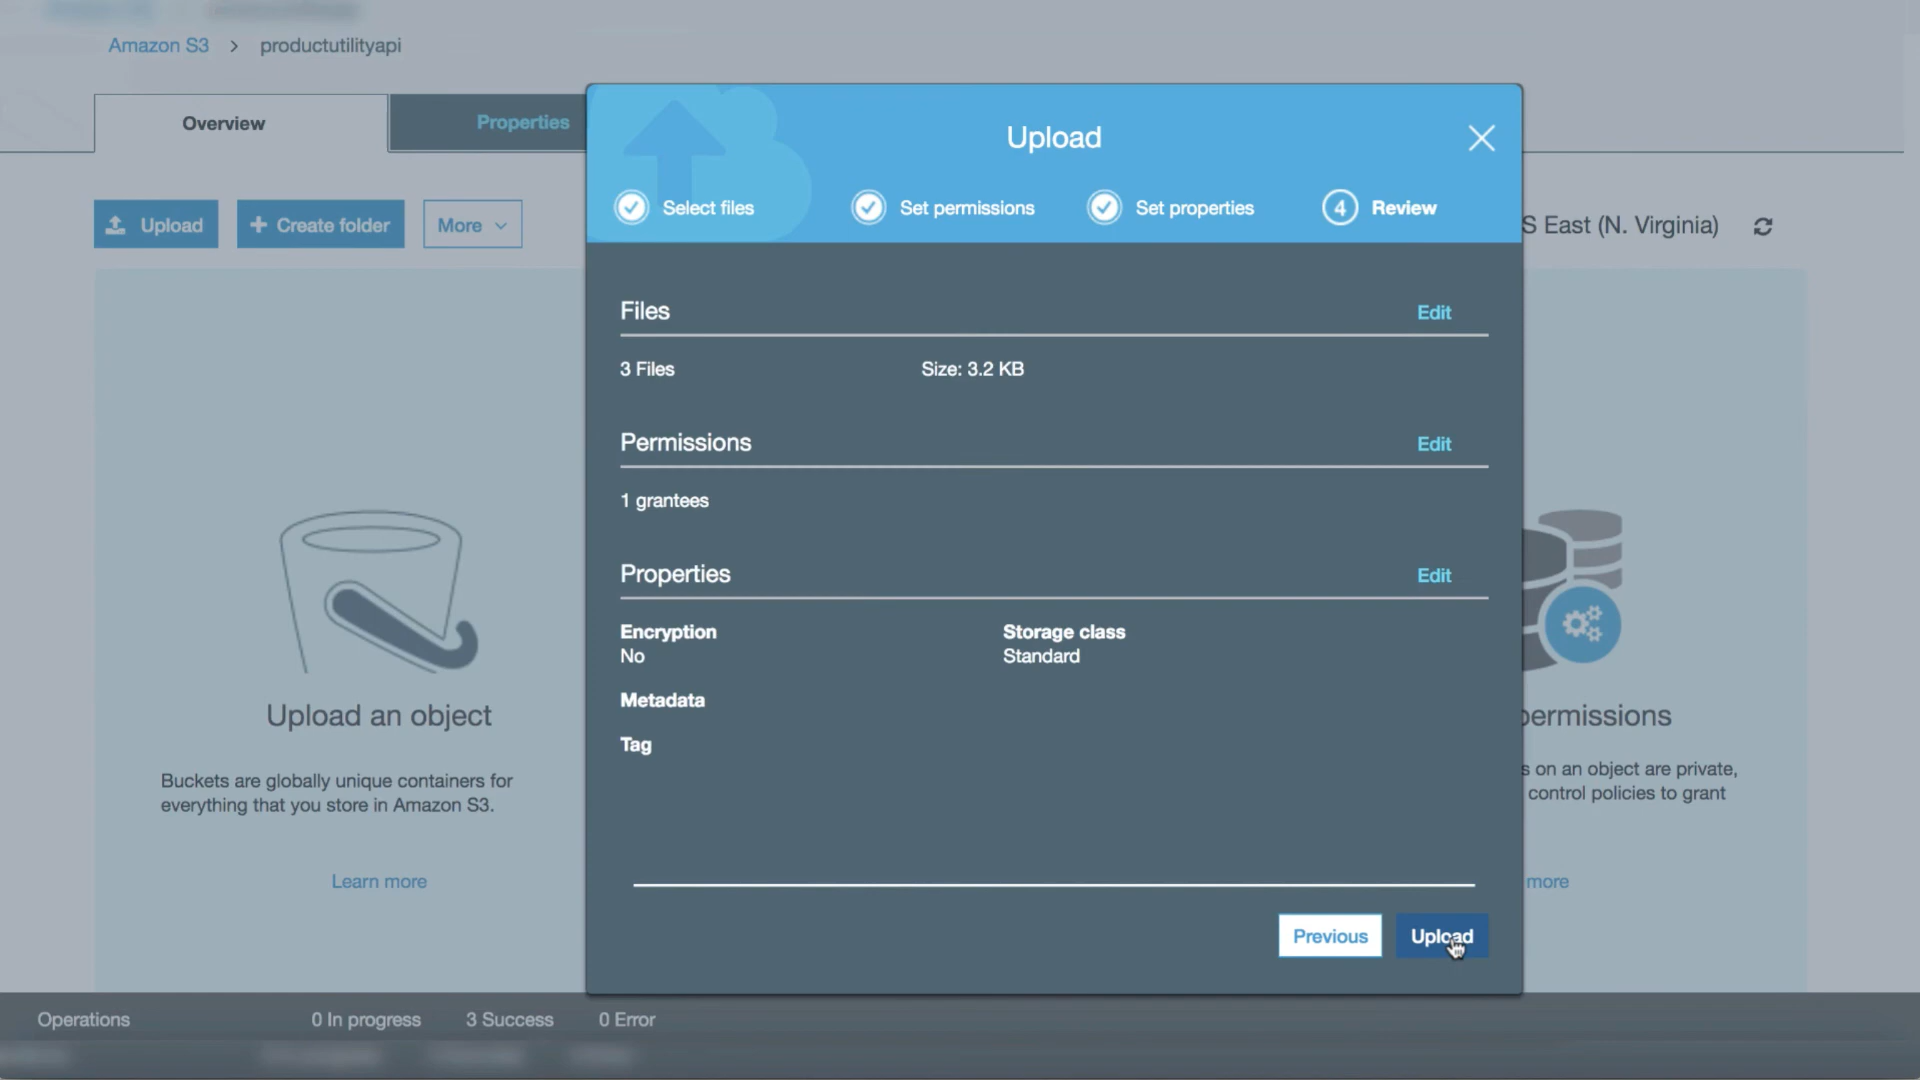 Amazon S3 > productutilityapi
Overview
Properties
Upload
Create folder
More
S East (N. Virginia)
Upload
Select files
Set permissions
Set properties
4 Review
Files
Edit
3 Files
Size: 3.2 KB
Permissions
Edit
1 grantees
Properties
Edit
Encryption
No
Storage class
Standard
Metadata
Tag
Previous
Upload
Upload an object
Buckets are globally unique containers for
everything that you store in Amazon S3.
Learn more
permissions
s on an object are private,
control policies to grant
more
Operations
0 In progress
3 Success
0 Error